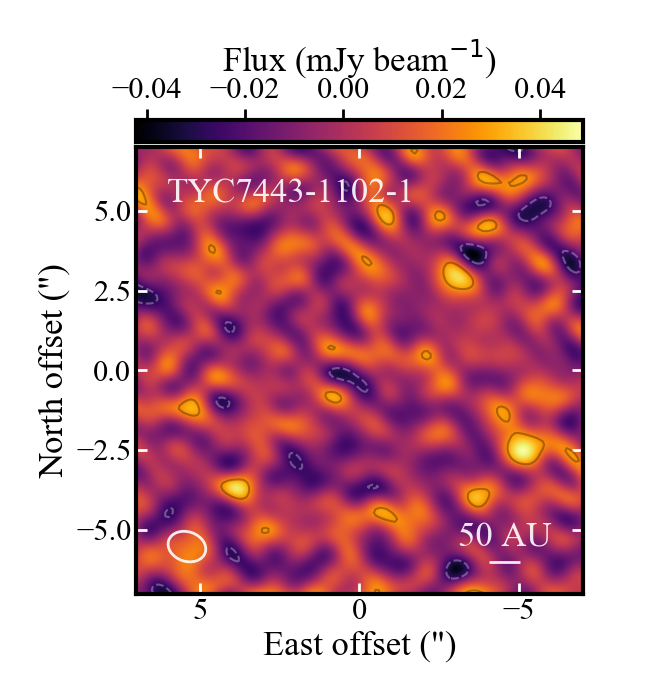 Flux (mJy beam⁻¹)
−0.04 −0.02 0.00 0.02 0.04
TYC7443-1102-1
5.0
2.5
0.0
−2.5
−5.0
North offset (")
50 AU
5 0 −5
East offset (")